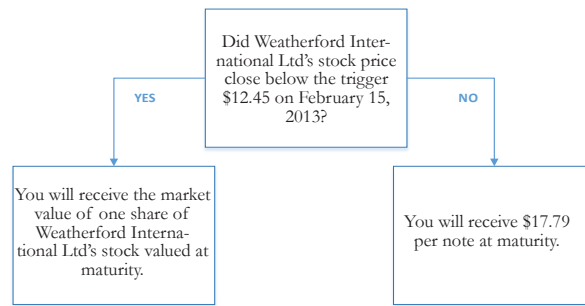 Did Weatherford Inter-
national Ltd's stock price
close below the trigger
$12.45 on February 15,
2013?
YES
NO
You will receive the market
value of one share of
Weatherford Interna-
tional Ltd's stock valued at
maturity.
You will receive $17.79
per note at maturity.